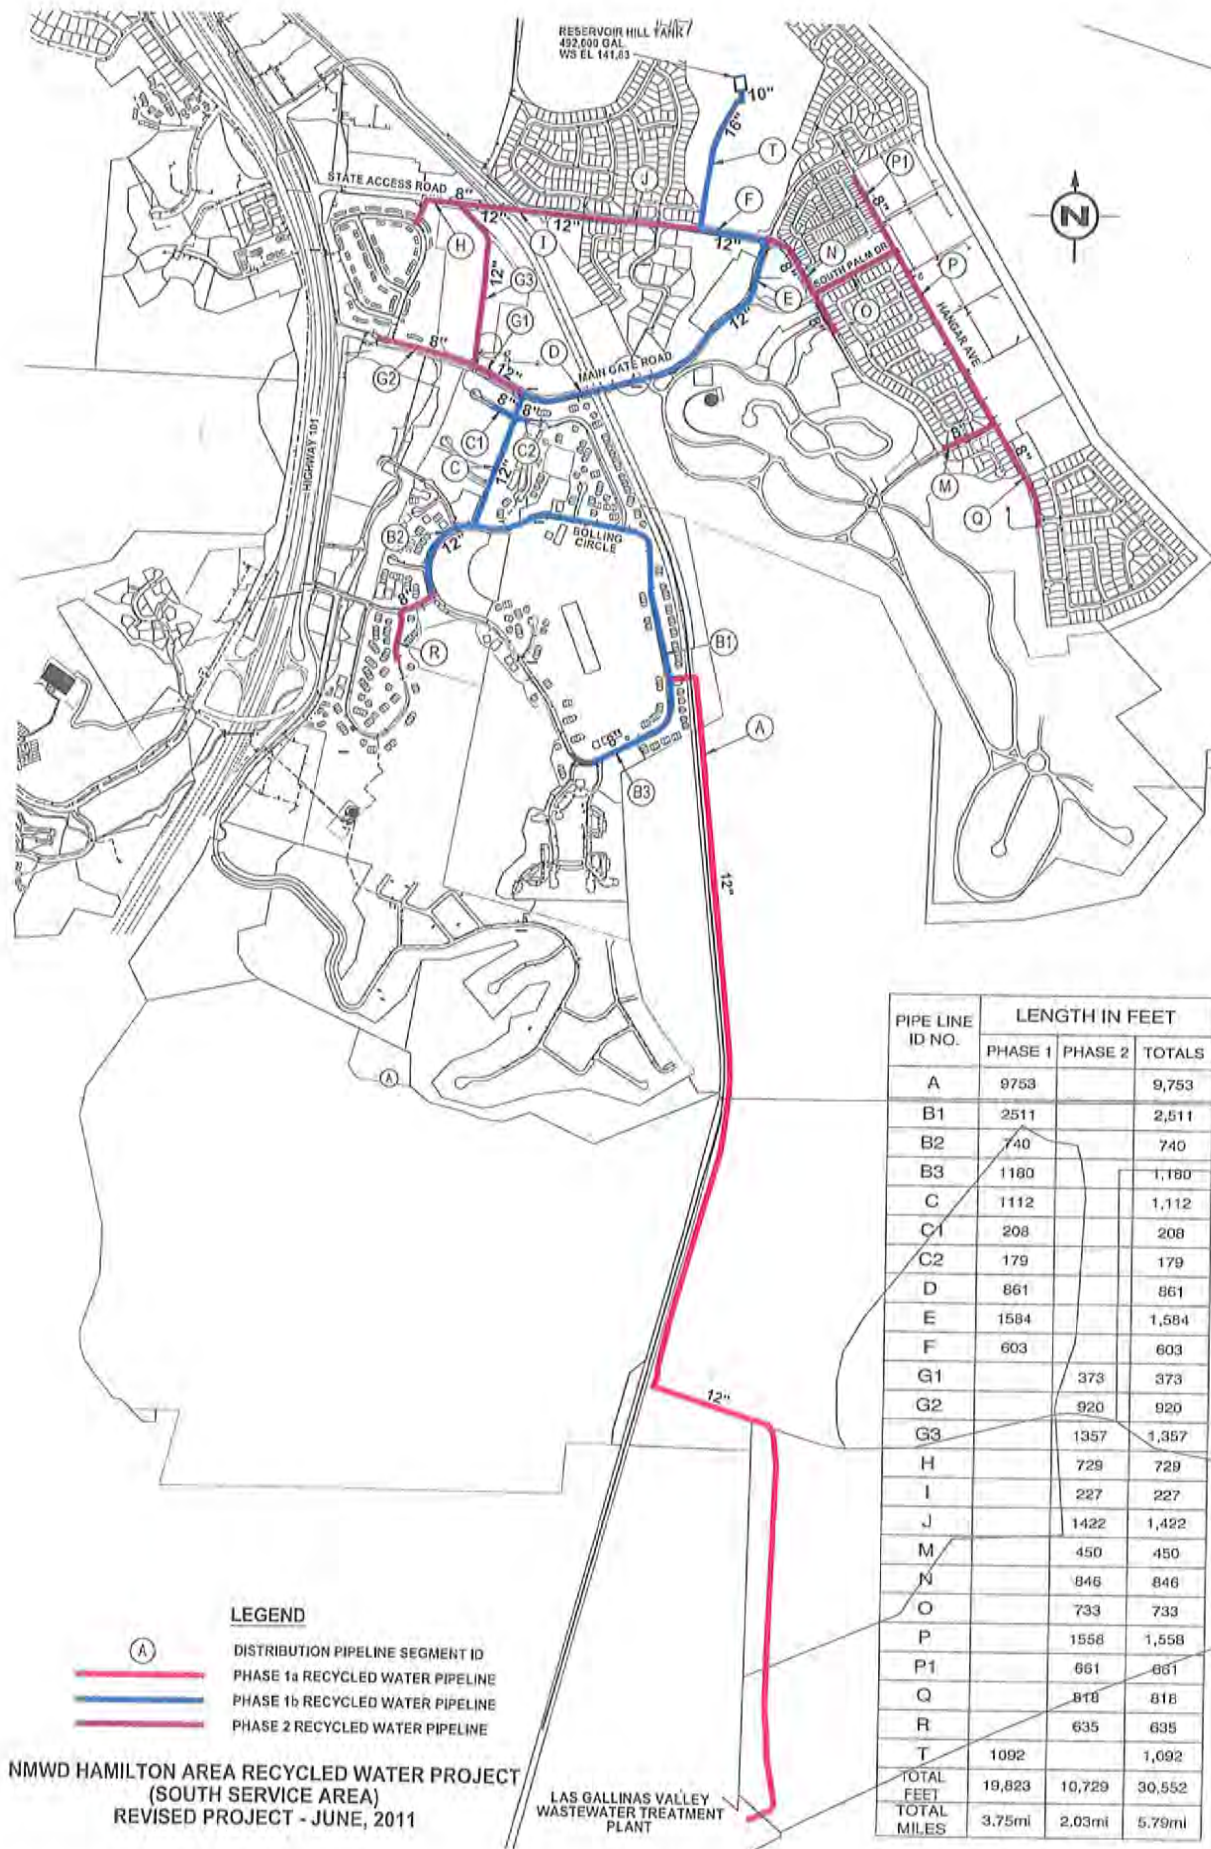 RESERVOIR HILL TANK
492,000 GAL.
WS EL 141.83
10"
16"
T
P1
STATE ACCESS ROAD
8"
J
8"
F
12"
12"
12"
N
H
I
N
P
8"
SOUTH PALM DR
12"
G3
E
O
HANGAR AVE
G1
12"
8"
8"
D
MAIN GATE ROAD
G2
12"
8"
8"
C1
C2
HIGHWAY 101
C
12"
8"
8"
M
B2
BOLLING
CIRCLE
Q
12"
8"
B1
R
A
8"
B3
12"
A
12"
PIPE LINE
ID NO.
LENGTH IN FEET
PHASE 1 PHASE 2 TOTALS
A 9753 9,753
B1 2511 2,511
B2 740 740
B3 1180 1,180
C 1112 1,112
C1 208 208
C2 179 179
D 861 861
E 1584 1,584
F 603 603
G1 373 373
G2 920 920
G3 1357 1,357
H 729 729
I 227 227
J 1422 1,422
M 450 450
N 846 846
O 733 733
P 1558 1,558
P1 661 661
Q 818 818
R 635 635
T 1092 1,092
TOTAL
FEET 19,823 10,729 30,552
TOTAL
MILES 3.75mi 2.03mi 5.79mi
LEGEND
A DISTRIBUTION PIPELINE SEGMENT ID
PHASE 1a RECYCLED WATER PIPELINE
PHASE 1b RECYCLED WATER PIPELINE
PHASE 2 RECYCLED WATER PIPELINE
NMWD HAMILTON AREA RECYCLED WATER PROJECT
(SOUTH SERVICE AREA)
REVISED PROJECT - JUNE, 2011
LAS GALLINAS VALLEY
WASTEWATER TREATMENT
PLANT